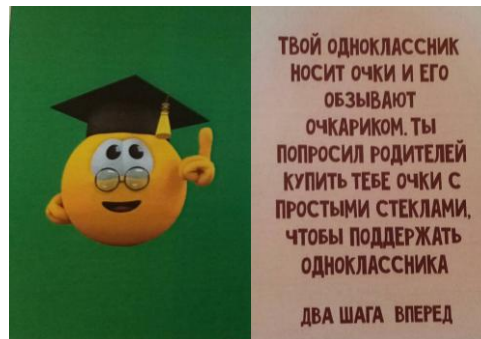 ТВОЙ ОДНОКЛАССНИК
НОСИТ ОЧКИ И ЕГО
ОБЗЫВАЮТ
ОЧКАРИКОМ. ТЫ
ПОПРОСИЛ РОДИТЕЛЕЙ
КУПИТЬ ТЕБЕ ОЧКИ С
ПРОСТЫМИ СТЕКЛАМИ,
ЧТОБЫ ПОДДЕРЖАТЬ
ОДНОКЛАССНИКА
ДВА ШАГА ВПЕРЕД